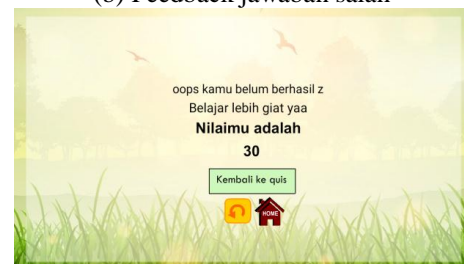 (b) Feedback jawaban salah
oops kamu belum berhasil z
Belajar lebih giat yaa
Nilaimu adalah
30
Kembali ke quis
HOME